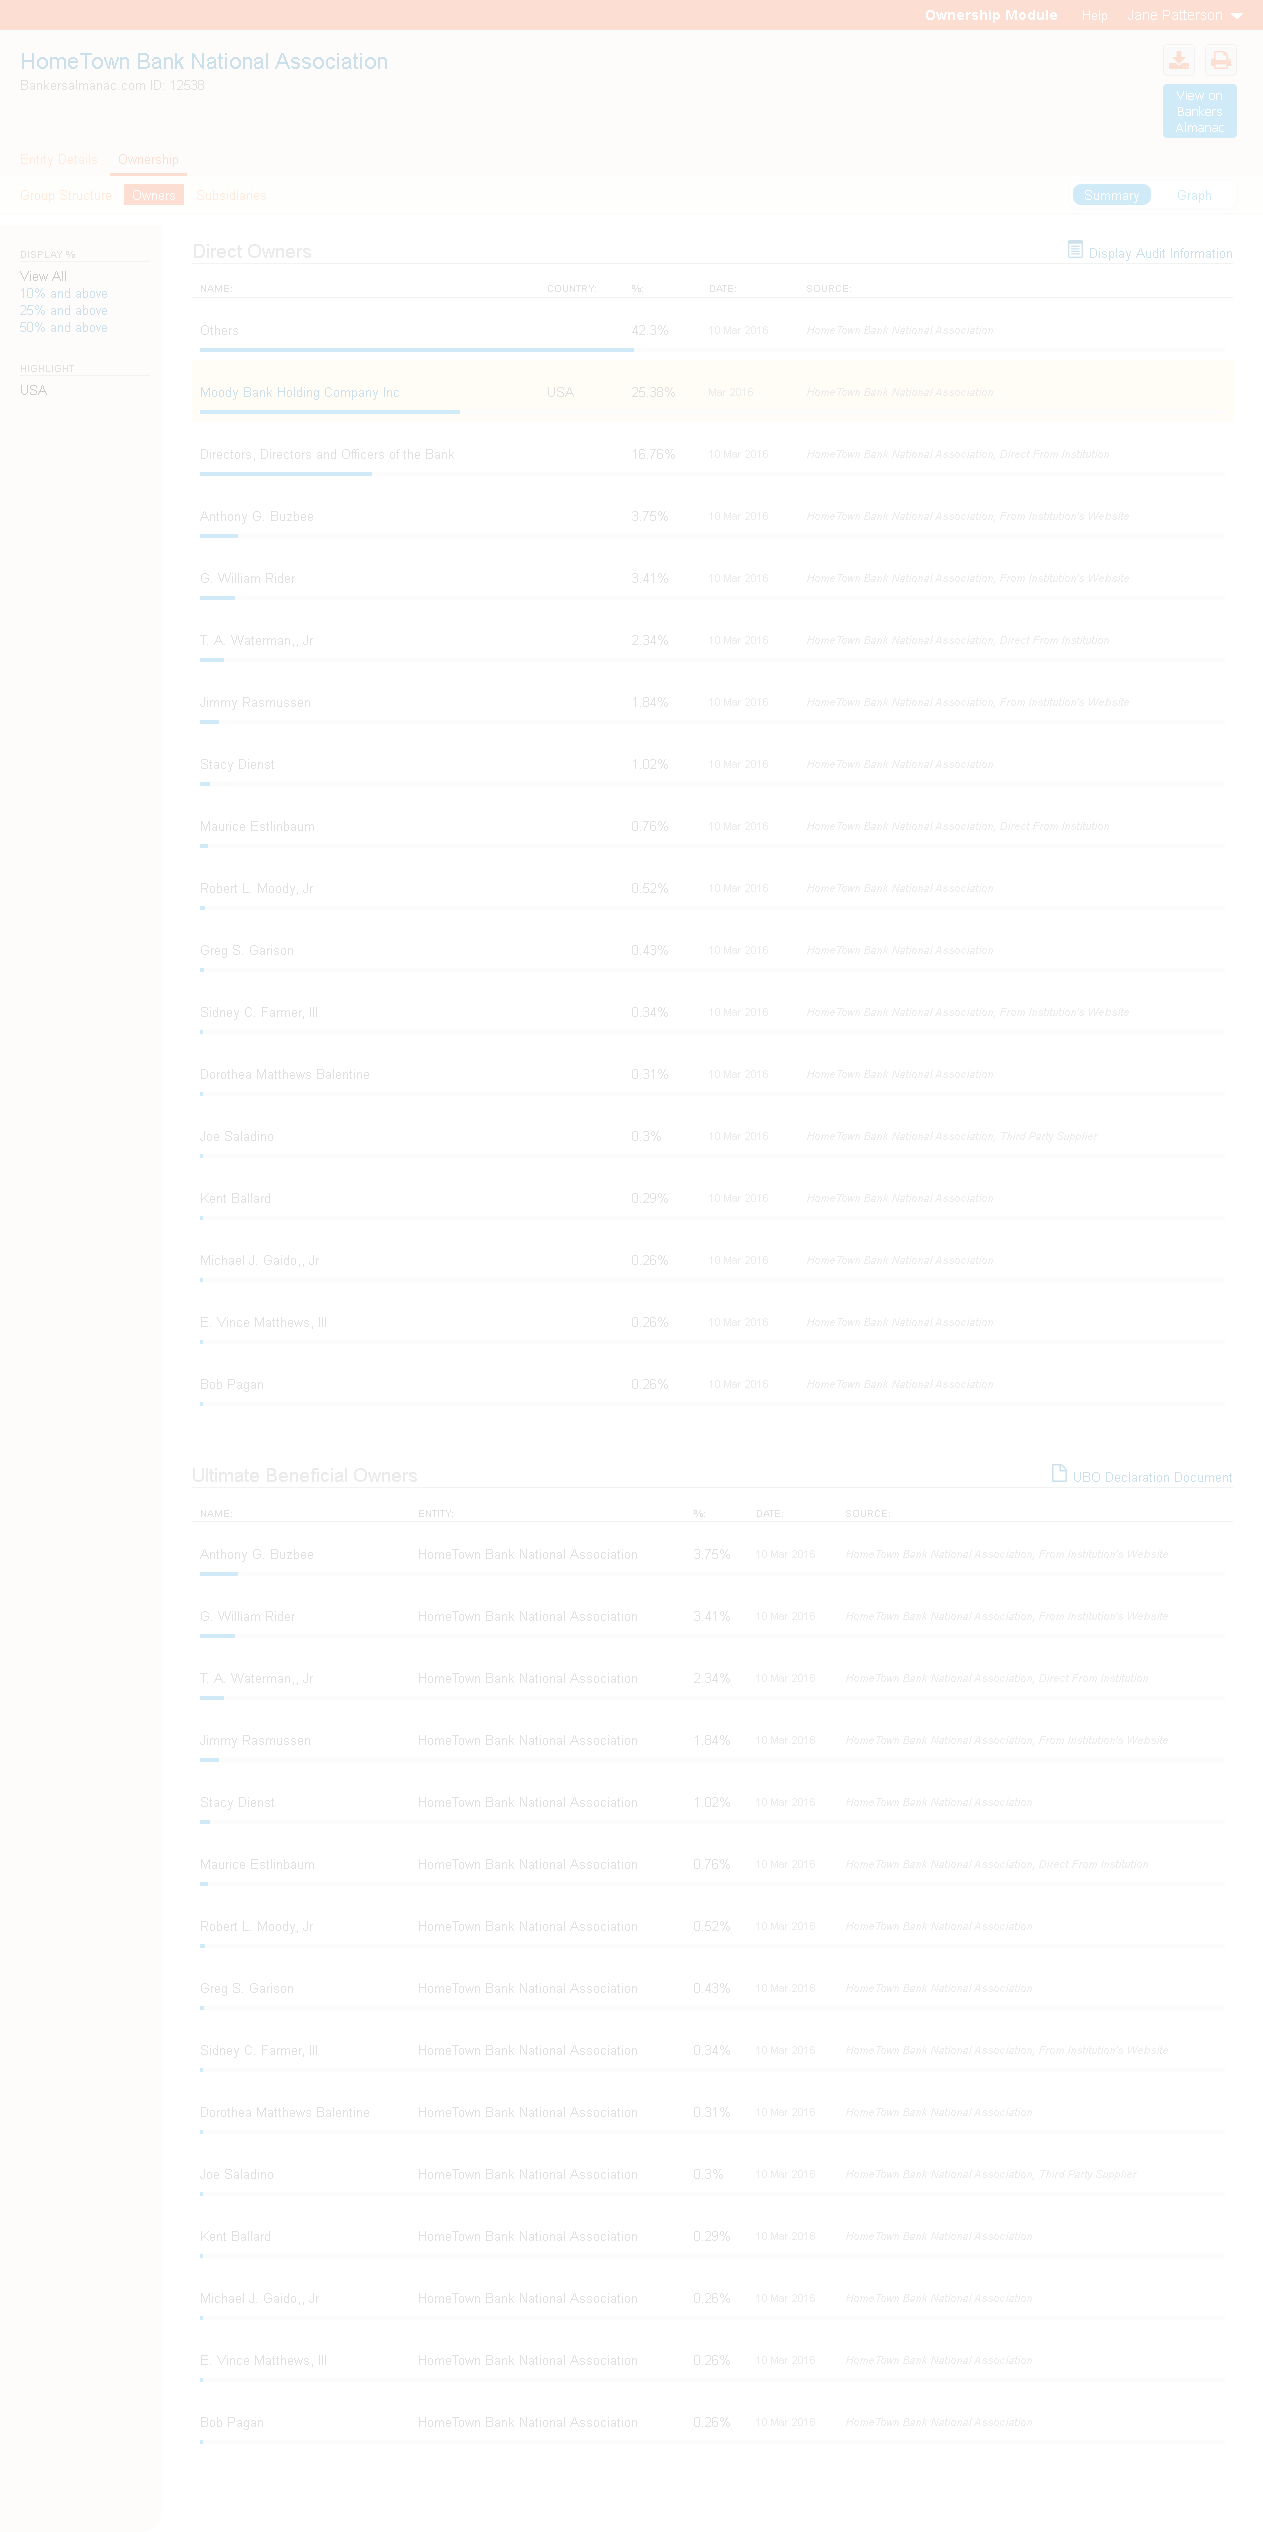 Ownership Module Help Jane Patterson
HomeTown Bank National Association
Bankersalmanac.com ID: 12538
View on
Bankers
Almanac
Entity Details Ownership
Group Structure Owners Subsidiaries Summary Graph
DISPLAY %
View All
10% and above
25% and above
50% and above
HIGHLIGHT
USA
Direct Owners Display Audit Information
NAME: COUNTRY: %: DATE: SOURCE:
Others 42.3% 10 Mar 2016 HomeTown Bank National Association
Moody Bank Holding Company Inc USA 25.38% Mar 2016 HomeTown Bank National Association
Directors, Directors and Officers of the Bank 16.76% 10 Mar 2016 HomeTown Bank National Association, Direct From Institution
Anthony G. Buzbee 3.75% 10 Mar 2016 HomeTown Bank National Association, From Institution's Website
G. William Rider 3.41% 10 Mar 2016 HomeTown Bank National Association, From Institution's Website
T. A. Waterman,, Jr 2.34% 10 Mar 2016 HomeTown Bank National Association, Direct From Institution
Jimmy Rasmussen 1.84% 10 Mar 2016 HomeTown Bank National Association, From Institution's Website
Stacy Dienst 1.02% 10 Mar 2016 HomeTown Bank National Association
Maurice Estlinbaum 0.76% 10 Mar 2016 HomeTown Bank National Association, Direct From Institution
Robert L. Moody, Jr 0.52% 10 Mar 2016 HomeTown Bank National Association
Greg S. Garison 0.43% 10 Mar 2016 HomeTown Bank National Association
Sidney C. Farmer, III 0.34% 10 Mar 2016 HomeTown Bank National Association, From Institution's Website
Dorothea Matthews Balentine 0.31% 10 Mar 2016 HomeTown Bank National Association
Joe Saladino 0.3% 10 Mar 2016 HomeTown Bank National Association, Third Party Supplier
Kent Ballard 0.29% 10 Mar 2016 HomeTown Bank National Association
Michael J. Gaido,, Jr 0.26% 10 Mar 2016 HomeTown Bank National Association
E. Vince Matthews, III 0.26% 10 Mar 2016 HomeTown Bank National Association
Bob Pagan 0.26% 10 Mar 2016 HomeTown Bank National Association
Ultimate Beneficial Owners UBO Declaration Document
NAME: ENTITY: %: DATE: SOURCE:
Anthony G. Buzbee HomeTown Bank National Association 3.75% 10 Mar 2016 HomeTown Bank National Association, From Institution's Website
G. William Rider HomeTown Bank National Association 3.41% 10 Mar 2016 HomeTown Bank National Association, From Institution's Website
T. A. Waterman,, Jr HomeTown Bank National Association 2.34% 10 Mar 2016 HomeTown Bank National Association, Direct From Institution
Jimmy Rasmussen HomeTown Bank National Association 1.84% 10 Mar 2016 HomeTown Bank National Association, From Institution's Website
Stacy Dienst HomeTown Bank National Association 1.02% 10 Mar 2016 HomeTown Bank National Association
Maurice Estlinbaum HomeTown Bank National Association 0.76% 10 Mar 2016 HomeTown Bank National Association, Direct From Institution
Robert L. Moody, Jr HomeTown Bank National Association 0.52% 10 Mar 2016 HomeTown Bank National Association
Greg S. Garison HomeTown Bank National Association 0.43% 10 Mar 2016 HomeTown Bank National Association
Sidney C. Farmer, III HomeTown Bank National Association 0.34% 10 Mar 2016 HomeTown Bank National Association, From Institution's Website
Dorothea Matthews Balentine HomeTown Bank National Association 0.31% 10 Mar 2016 HomeTown Bank National Association
Joe Saladino HomeTown Bank National Association 0.3% 10 Mar 2016 HomeTown Bank National Association, Third Party Supplier
Kent Ballard HomeTown Bank National Association 0.29% 10 Mar 2016 HomeTown Bank National Association
Michael J. Gaido,, Jr HomeTown Bank National Association 0.26% 10 Mar 2016 HomeTown Bank National Association
E. Vince Matthews, III HomeTown Bank National Association 0.26% 10 Mar 2016 HomeTown Bank National Association
Bob Pagan HomeTown Bank National Association 0.26% 10 Mar 2016 HomeTown Bank National Association